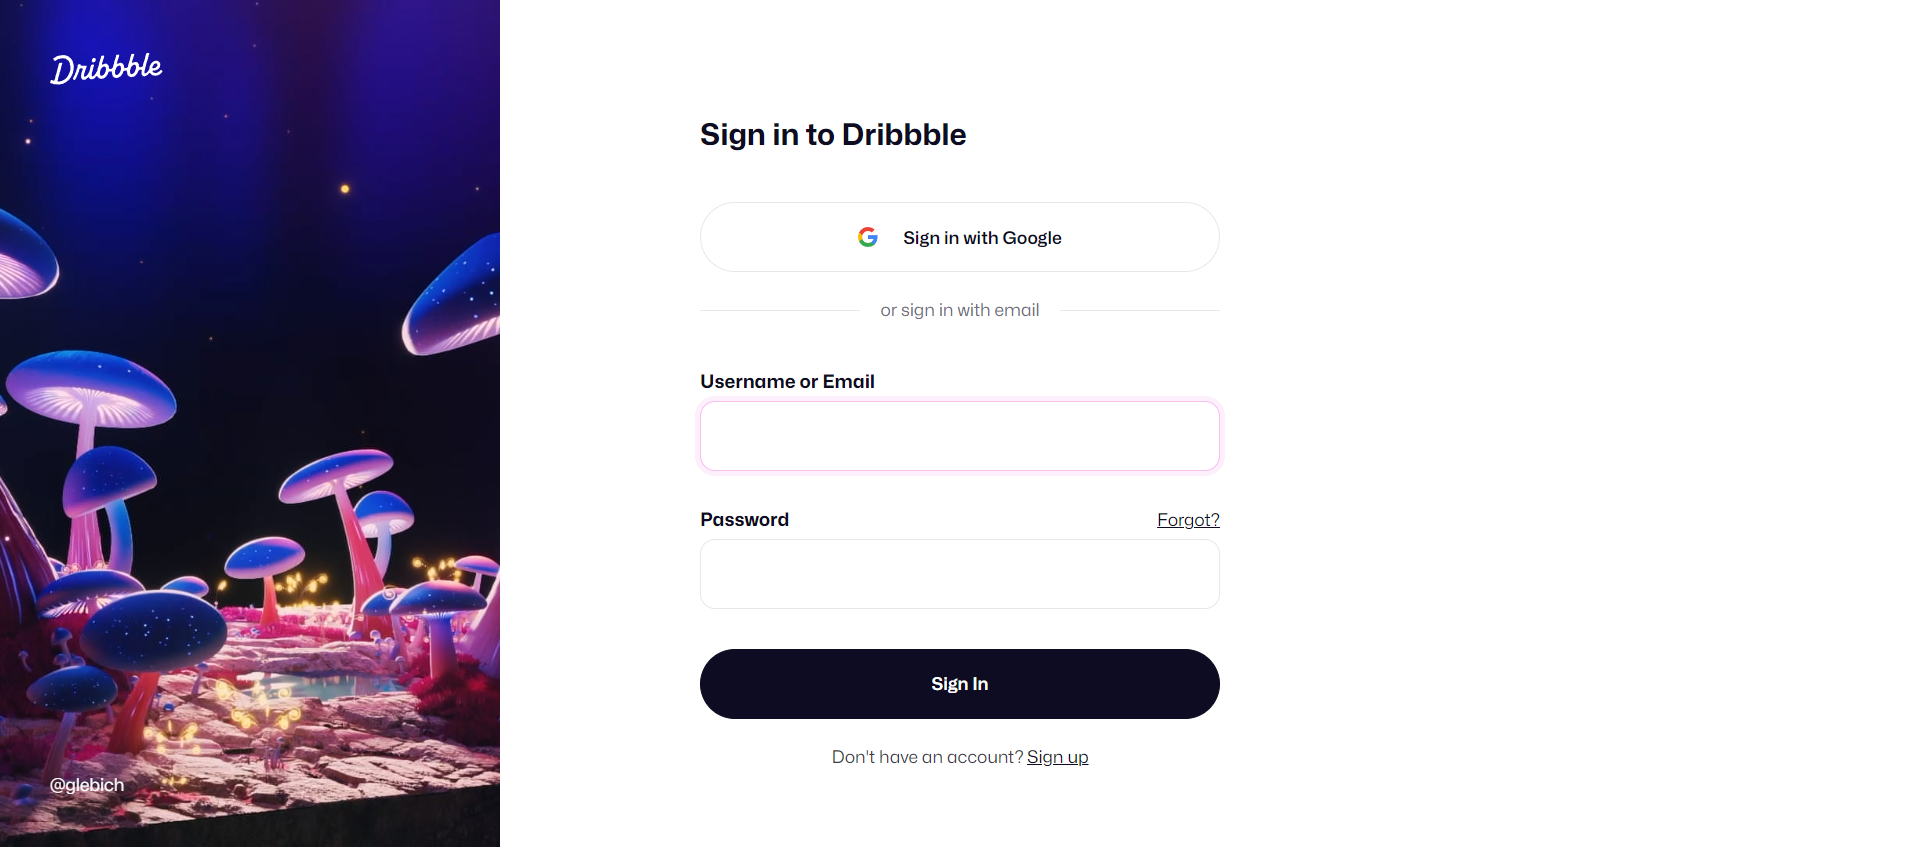 Dribbble
Sign in to Dribbble
Sign in with Google
or sign in with email
Username or Email
Password
Forgot?
Sign In
Don't have an account? Sign up
@glebich